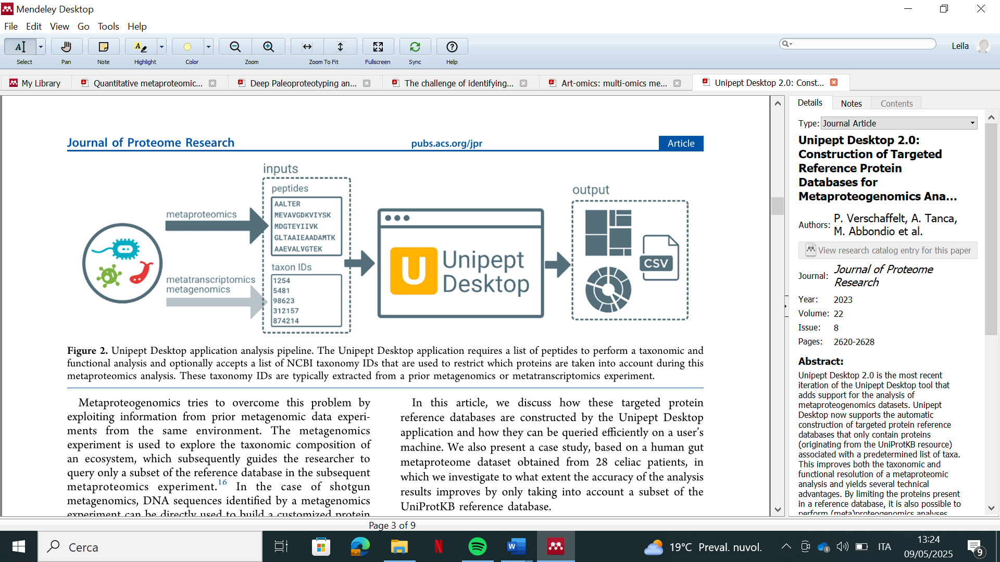 Mendeley Desktop
File Edit View Go Tools Help
Select Pan Note Highlight Color Zoom Zoom To Fit Fullscreen Sync Help
Leila
My Library
Quantitative metaproteomic...
Deep Paleoproteotyping an...
The challenge of identifying...
Art-omics: multi-omics me...
Unipept Desktop 2.0: Const...
Journal of Proteome Research
pubs.acs.org/jpr
Article
inputs
peptides
AALTER
MEVAVGDKVIYSK
MDGTEYIIVK
GLTAAIEAADAMTK
AAEVALVGTEK
metaproteomics
taxon IDs
1254
5481
98623
312157
874214
metatranscriptomics
metagenomics
U
Unipept
Desktop
output
CSV
Figure 2. Unipept Desktop application analysis pipeline. The Unipept Desktop application requires a list of peptides to perform a taxonomic and
functional analysis and optionally accepts a list of NCBI taxonomy IDs that are used to restrict which proteins are taken into account during this
metaproteomics analysis. These taxonomy IDs are typically extracted from a prior metagenomics or metatranscriptomics experiment.
Metaproteogenomics tries to overcome this problem by
exploiting information from prior metagenomic data experi-
ments from the same environment. The metagenomics
experiment is used to explore the taxonomic composition of
an ecosystem, which subsequently guides the researcher to
query only a subset of the reference database in the subsequent
metaproteomics experiment.16 In the case of shotgun
metagenomics, DNA sequences identified by a metagenomics
experiment can be directly used to build a customized protein
In this article, we discuss how these targeted protein
reference databases are constructed by the Unipept Desktop
application and how they can be queried efficiently on a user's
machine. We also present a case study, based on a human gut
metaproteome dataset obtained from 28 celiac patients, in
which we investigate to what extent the accuracy of the analysis
results improves by only taking into account a subset of the
UniProtKB reference database.
Page 3 of 9
Details Notes Contents
Type: Journal Article
Unipept Desktop 2.0:
Construction of Targeted
Reference Protein
Databases for
Metaproteogenomics Ana...
Authors: P. Verschaffelt, A. Tanca,
M. Abbondio et al.
View research catalog entry for this paper
Journal: Journal of Proteome
Research
Year: 2023
Volume: 22
Issue: 8
Pages: 2620-2628
Abstract:
Unipept Desktop 2.0 is the most recent
iteration of the Unipept Desktop tool that
adds support for the analysis of
metaproteogenomics datasets. Unipept
Desktop now supports the automatic
construction of targeted protein reference
databases that only contain proteins
(originating from the UniProtKB resource)
associated with a predetermined list of taxa.
This improves both the taxonomic and
functional resolution of a metaproteomic
analysis and yields several technical
advantages. By limiting the proteins present
in a reference database, it is also possible to
perform (meta)proteogenomics analyses
Cerca
19°C Preval. nuvol.
ITA
13:24
09/05/2025
9